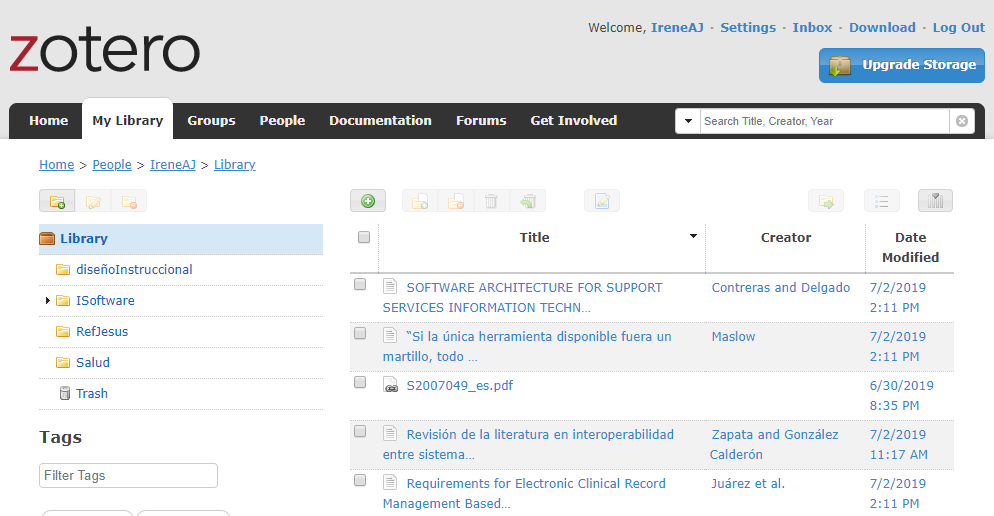 zotero
Welcome, IreneAJ · Settings · Inbox · Download · Log Out
Upgrade Storage
Home My Library Groups People Documentation Forums Get Involved
Search Title, Creator, Year
Home > People > IreneAJ > Library
Library
diseñoInstruccional
ISoftware
RefJesus
Salud
Trash
Tags
Filter Tags
Title Creator Date
Modified
SOFTWARE ARCHITECTURE FOR SUPPORT Contreras and Delgado 7/2/2019
SERVICES INFORMATION TECHN… 2:11 PM
“Si la única herramienta disponible fuera un Maslow 7/2/2019
martillo, todo … 2:11 PM
S2007049_es.pdf 6/30/2019
8:35 PM
Revisión de la literatura en interoperabilidad Zapata and González 7/2/2019
entre sistema… Calderón 11:17 AM
Requirements for Electronic Clinical Record Juárez et al. 7/2/2019
Management Based… 2:11 PM